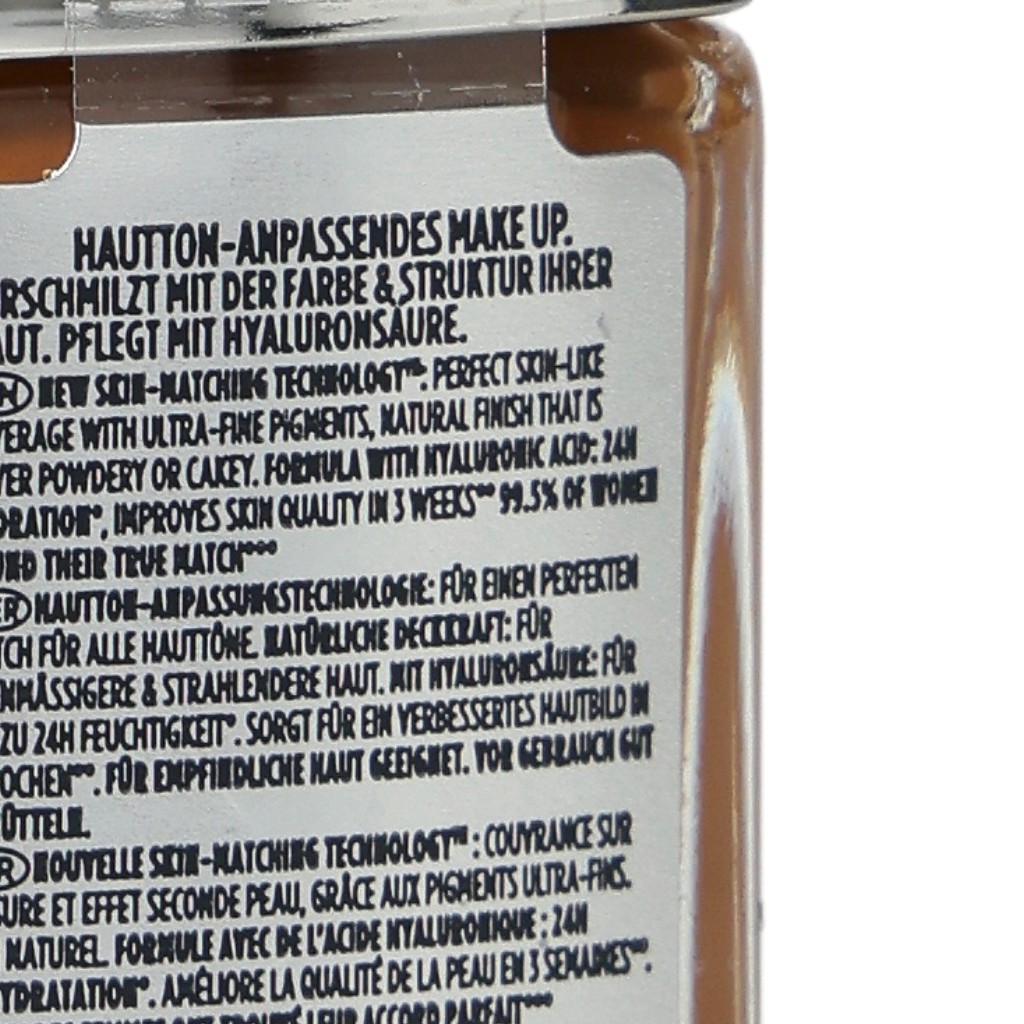 HAUTTON-ANPASSENDES MAKE UP.
RSCHMILZT MIT DER FARBE & STRUKTUR IHRER
AUT. PFLEGT MIT HYALURONSÄURE.
NEW SKIN-MATCHING TECHNOLOGY™. PERFECT SKIN-LIKE
VERAGE WITH ULTRA-FINE PIGMENTS, NATURAL FINISH THAT IS
VER POWDERY OR CAKEY. FORMULA WITH HYALURONIC ACID: 24H
DRATION*, IMPROVES SKIN QUALITY IN 3 WEEKS** 99.5% OF WOMEN
UND THEIR TRUE MATCH***
HAUTTON-ANPASSUNGSTECHNOLOGIE: FÜR EINEN PERFEKTEN
TCH FÜR ALLE HAUTTÖNE. NATÜRLICHE DECKKRAFT: FÜR
ENMÄSSIGERE & STRAHLENDERE HAUT. MIT HYALURONSÄURE: FÜR
ZU 24H FEUCHTIGKEIT*. SORGT FÜR EIN VERBESSERTES HAUTBILD IN
OCHEN**. FÜR EMPFINDLICHE HAUT GEEIGNET. VOR GEBRAUCH GUT
ÜTTELN.
R NOUVELLE SKIN-MATCHING TECHNOLOGY™ : COUVRANCE SUR
SURE ET EFFET SECONDE PEAU, GRÂCE AUX PIGMENTS ULTRA-FINS.
NATUREL. FORMULE AVEC DE L'ACIDE HYALURONIQUE : 24H
YDRATATION*. AMÉLIORE LA QUALITÉ DE LA PEAU EN 3 SEMAINES**.
LEUR ACCORD PARFAIT***